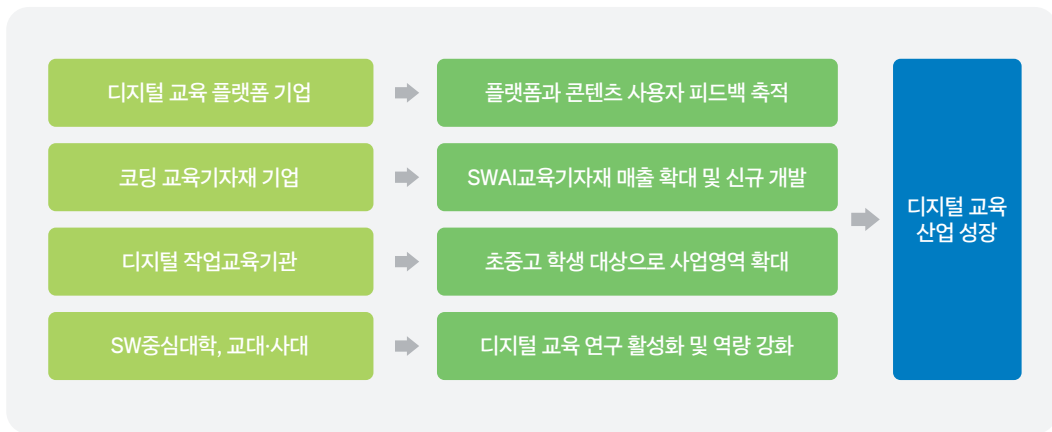 디지털 교육 플랫폼 기업
플랫폼과 콘텐츠 사용자 피드백 축적
코딩 교육기자재 기업
SWAI교육기자재 매출 확대 및 신규 개발
디지털 작업교육기관
초중고 학생 대상으로 사업영역 확대
SW중심대학, 교대·사대
디지털 교육 연구 활성화 및 역량 강화
디지털 교육
산업 성장